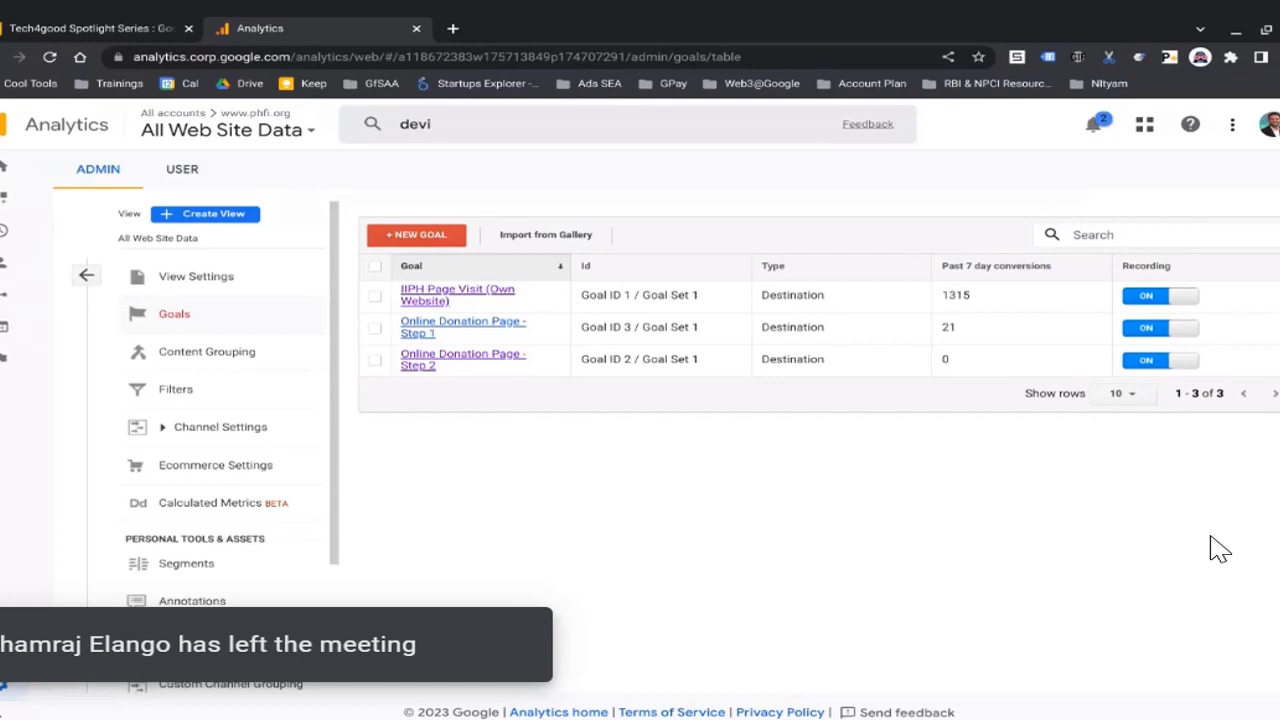 Tech4good Spotlight Series : Go
Analytics
analytics.corp.google.com/analytics/web/#/a118672383w175713849p174707291/admin/goals/table
Cool Tools
Trainings
Cal
Drive
Keep
GfSAA
Startups Explorer -...
Ads SEA
GPay
Web3@Google
Account Plan
RBI & NPCI Resourc...
NItyam
Analytics
All accounts > www.phfi.org
All Web Site Data
devi
Feedback
2
ADMIN
USER
View
+ Create View
All Web Site Data
View Settings
Goals
Content Grouping
Filters
Channel Settings
Ecommerce Settings
Dd Calculated Metrics BETA
PERSONAL TOOLS & ASSETS
Segments
Annotations
Custom Channel Grouping
+ NEW GOAL
Import from Gallery
Search
Goal Id Type Past 7 day conversions Recording
IIPH Page Visit (Own
Website)
Goal ID 1 / Goal Set 1
Destination
1315
ON
Online Donation Page -
Step 1
Goal ID 3 / Goal Set 1
Destination
21
ON
Online Donation Page -
Step 2
Goal ID 2 / Goal Set 1
Destination
0
ON
Show rows 10 1 - 3 of 3
hamraj Elango has left the meeting
© 2023 Google | Analytics home | Terms of Service | Privacy Policy | Send feedback